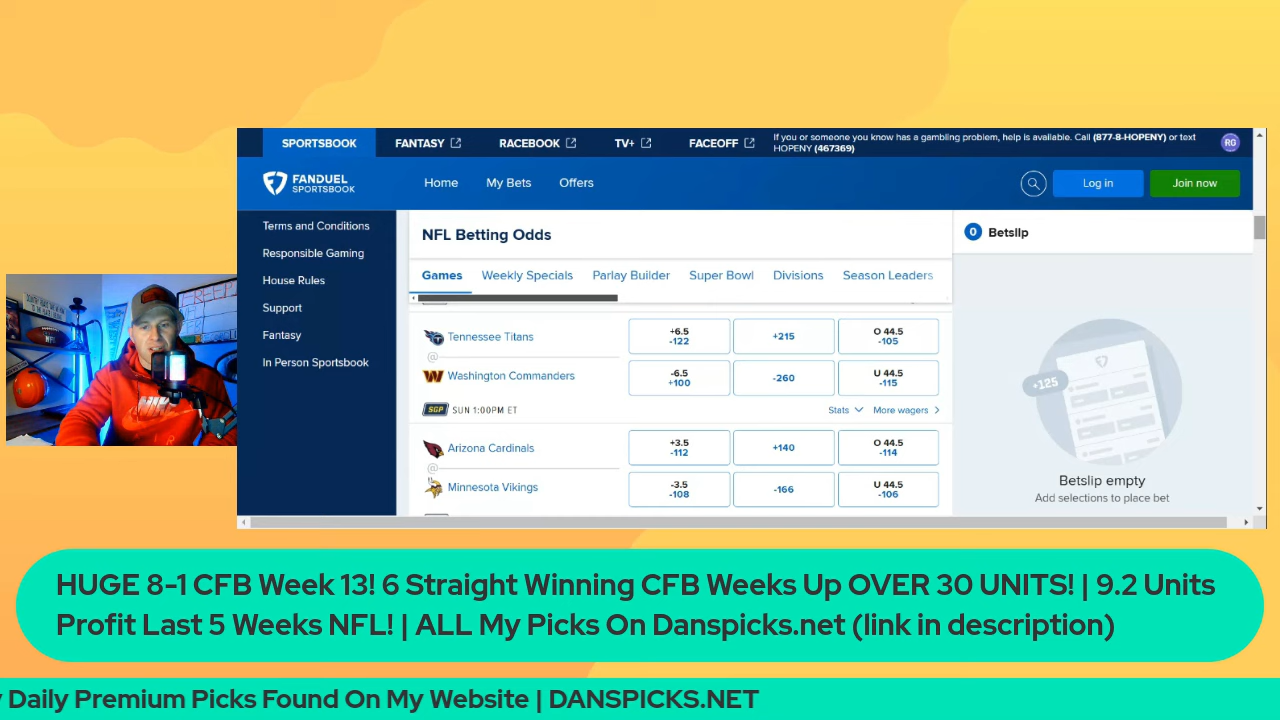 SPORTSBOOK
FANTASY
RACEBOOK
TV+
FACEOFF
If you or someone you know has a gambling problem, help is available. Call (877-8-HOPENY) or text
HOPENY (467369)
RG
FANDUEL
SPORTSBOOK
Home
My Bets
Offers
Log in
Join now
Terms and Conditions
Responsible Gaming
House Rules
Support
Fantasy
In Person Sportsbook
NFL Betting Odds
0 Betslip
Games
Weekly Specials
Parlay Builder
Super Bowl
Divisions
Season Leaders
Tennessee Titans
+6.5
-122
+215
O 44.5
-105
@
Washington Commanders
-6.5
+100
-260
U 44.5
-115
SGP SUN 1:00PM ET
Stats
More wagers
Arizona Cardinals
+3.5
-112
+140
O 44.5
-114
@
Minnesota Vikings
-3.5
-108
-166
U 44.5
-106
+125
Betslip empty
Add selections to place bet
HUGE 8-1 CFB Week 13! 6 Straight Winning CFB Weeks Up OVER 30 UNITS! | 9.2 Units
Profit Last 5 Weeks NFL! | ALL My Picks On Danspicks.net (link in description)
Daily Premium Picks Found On My Website | DANSPICKS.NET